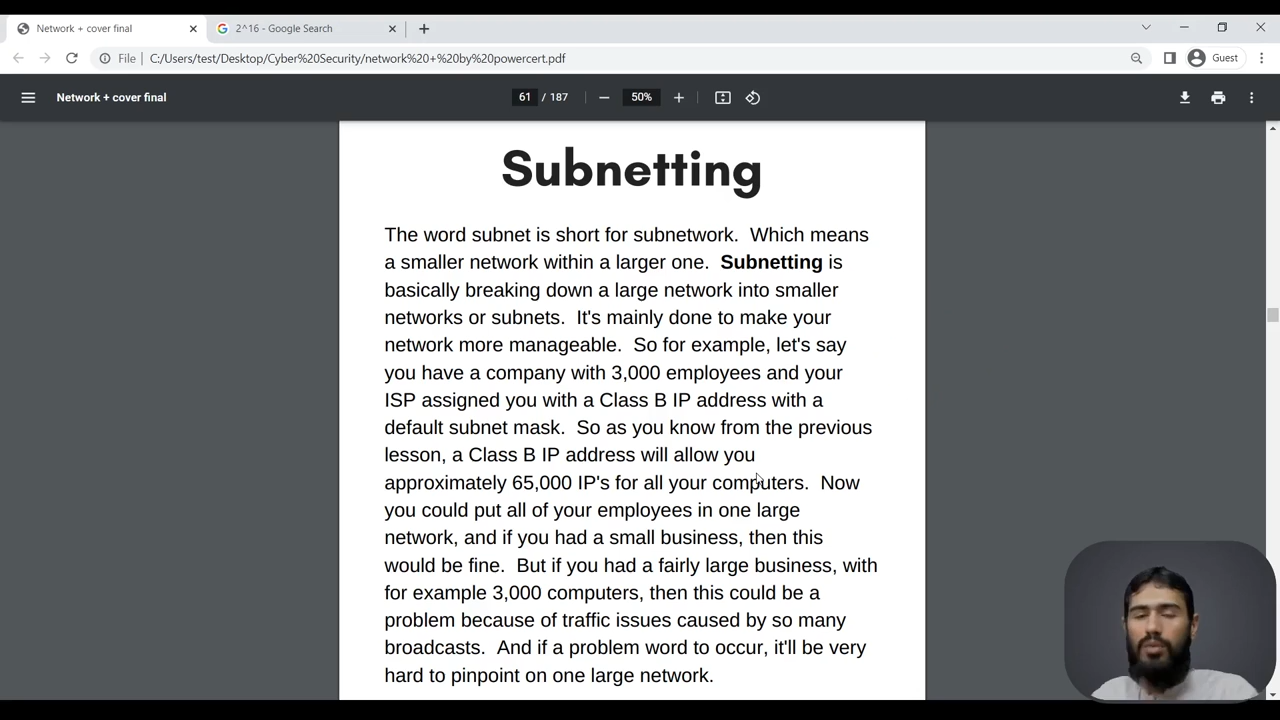 Network + cover final
2^16 - Google Search
File
C:/Users/test/Desktop/Cyber%20Security/network%20+%20by%20powercert.pdf
Guest
Network + cover final
61 / 187
50%
Subnetting
The word subnet is short for subnetwork. Which means
a smaller network within a larger one. Subnetting is
basically breaking down a large network into smaller
networks or subnets. It's mainly done to make your
network more manageable. So for example, let's say
you have a company with 3,000 employees and your
ISP assigned you with a Class B IP address with a
default subnet mask. So as you know from the previous
lesson, a Class B IP address will allow you
approximately 65,000 IP's for all your computers. Now
you could put all of your employees in one large
network, and if you had a small business, then this
would be fine. But if you had a fairly large business, with
for example 3,000 computers, then this could be a
problem because of traffic issues caused by so many
broadcasts. And if a problem word to occur, it'll be very
hard to pinpoint on one large network.